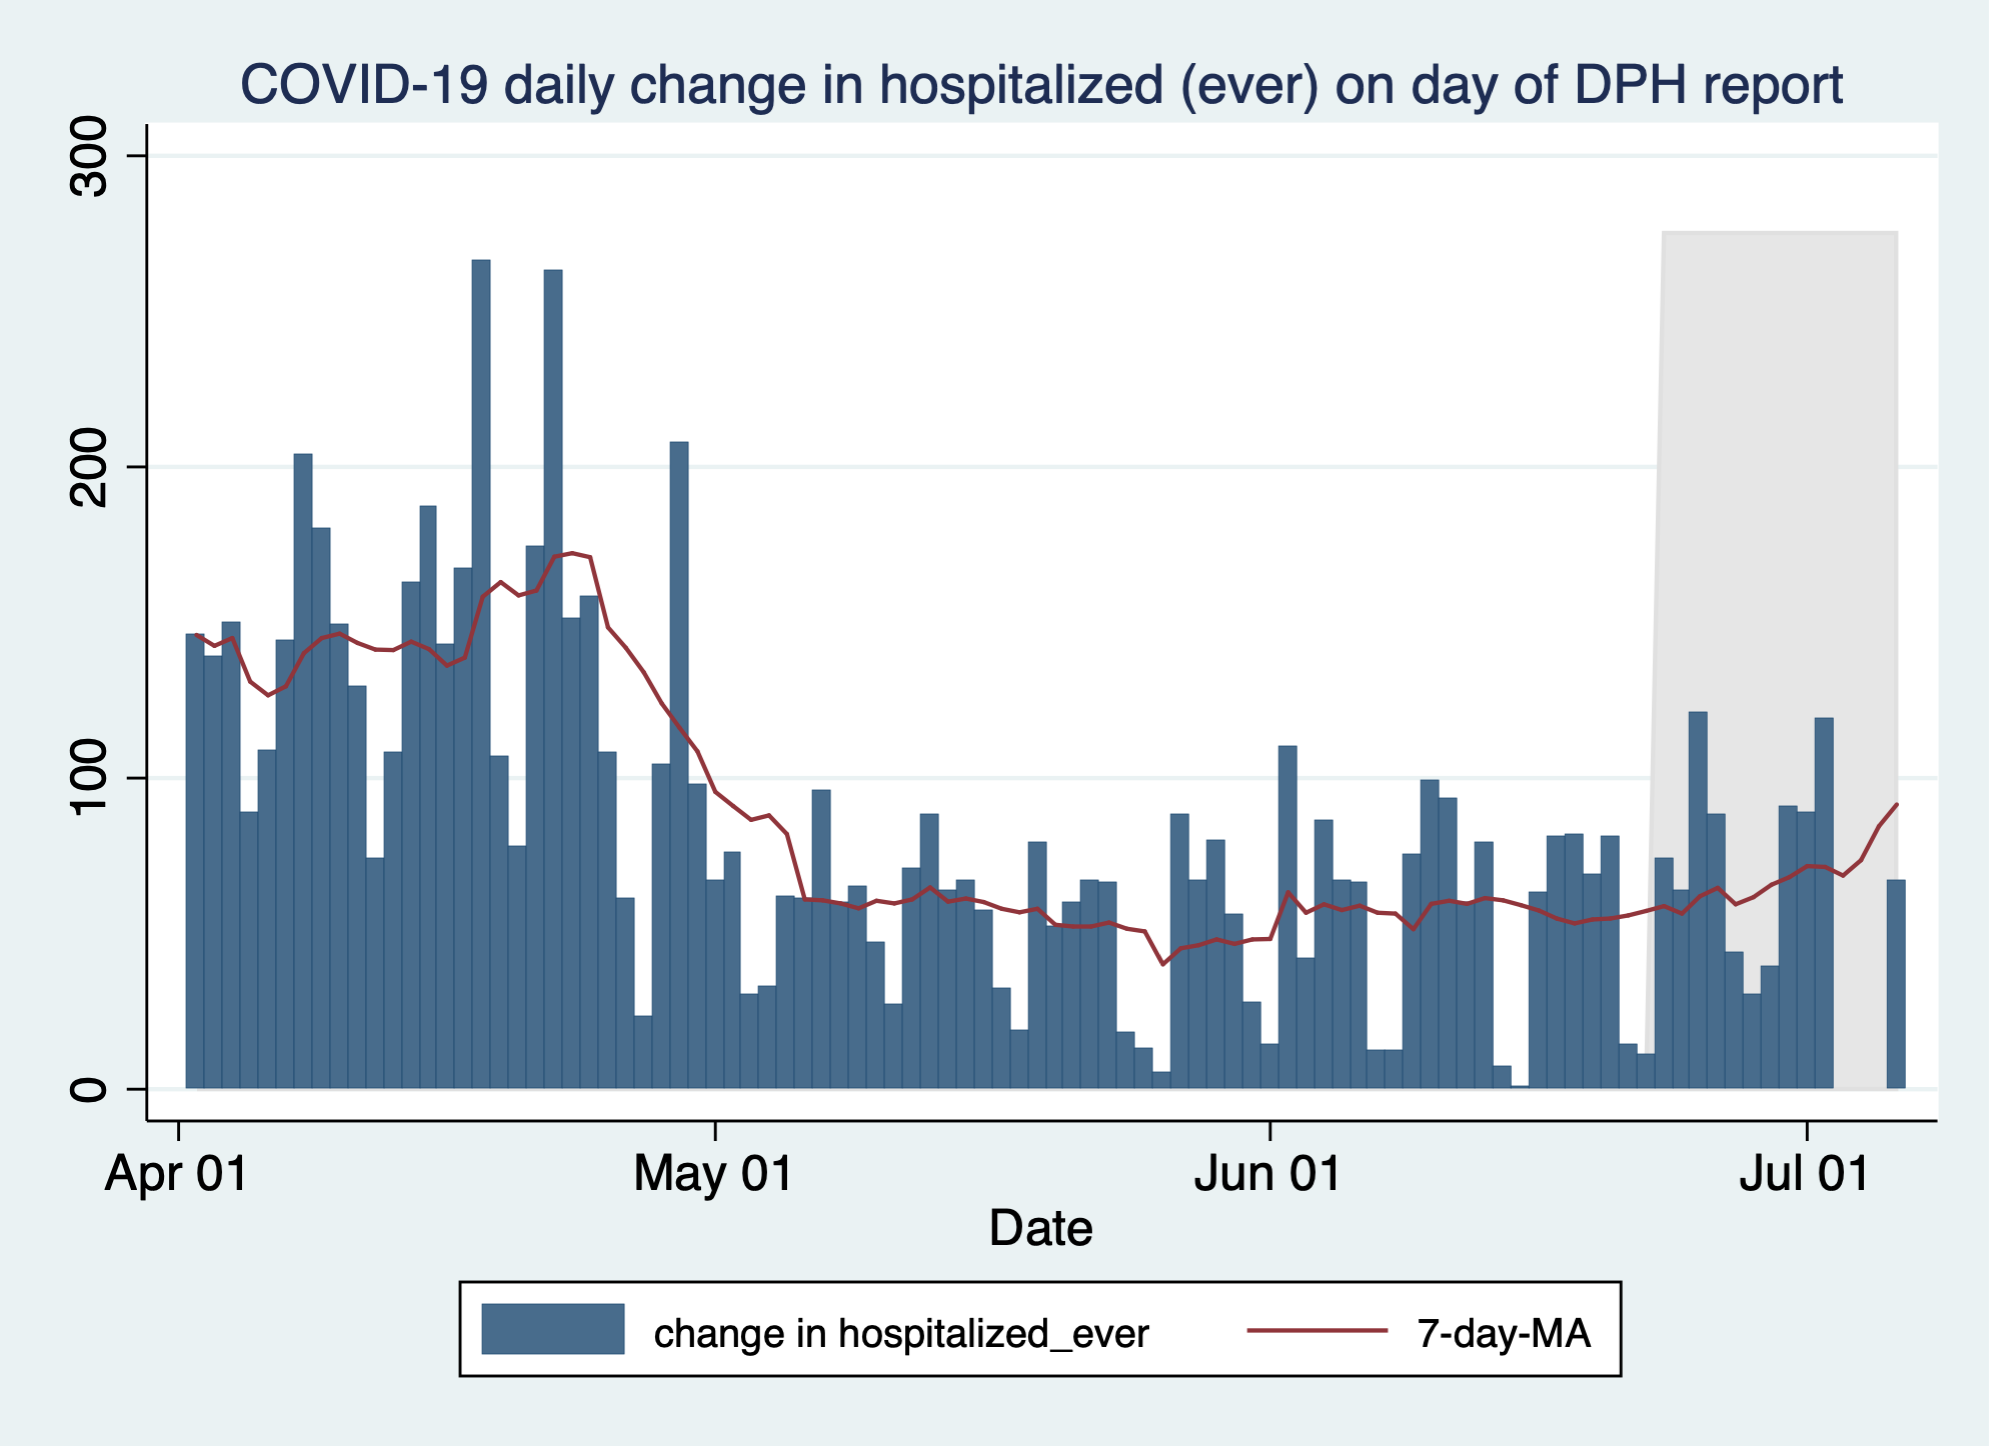 COVID-19 daily change in hospitalized (ever) on day of DPH report
300
200
100
0
Apr 01 May 01 Jun 01 Jul 01
Date
change in hospitalized_ever 7-day-MA